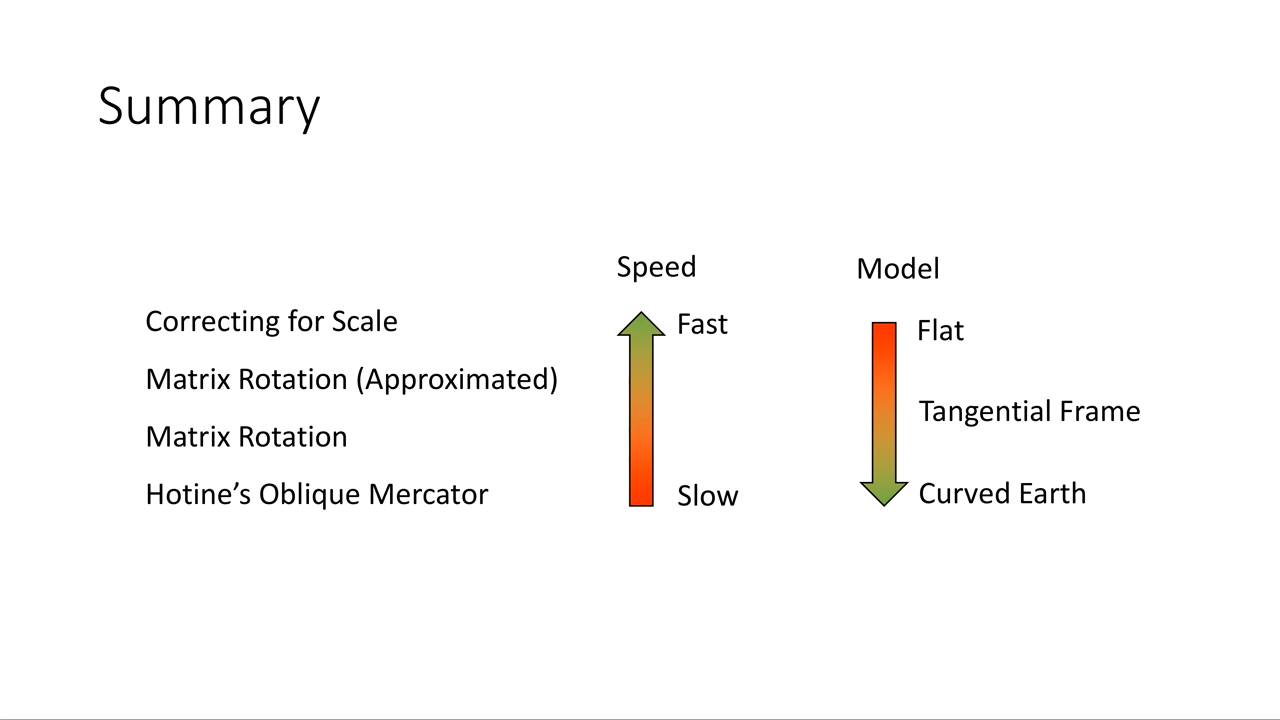 Summary
Speed
Model
Correcting for Scale
Fast
Flat
Matrix Rotation (Approximated)
Tangential Frame
Matrix Rotation
Hotine’s Oblique Mercator
Slow
Curved Earth